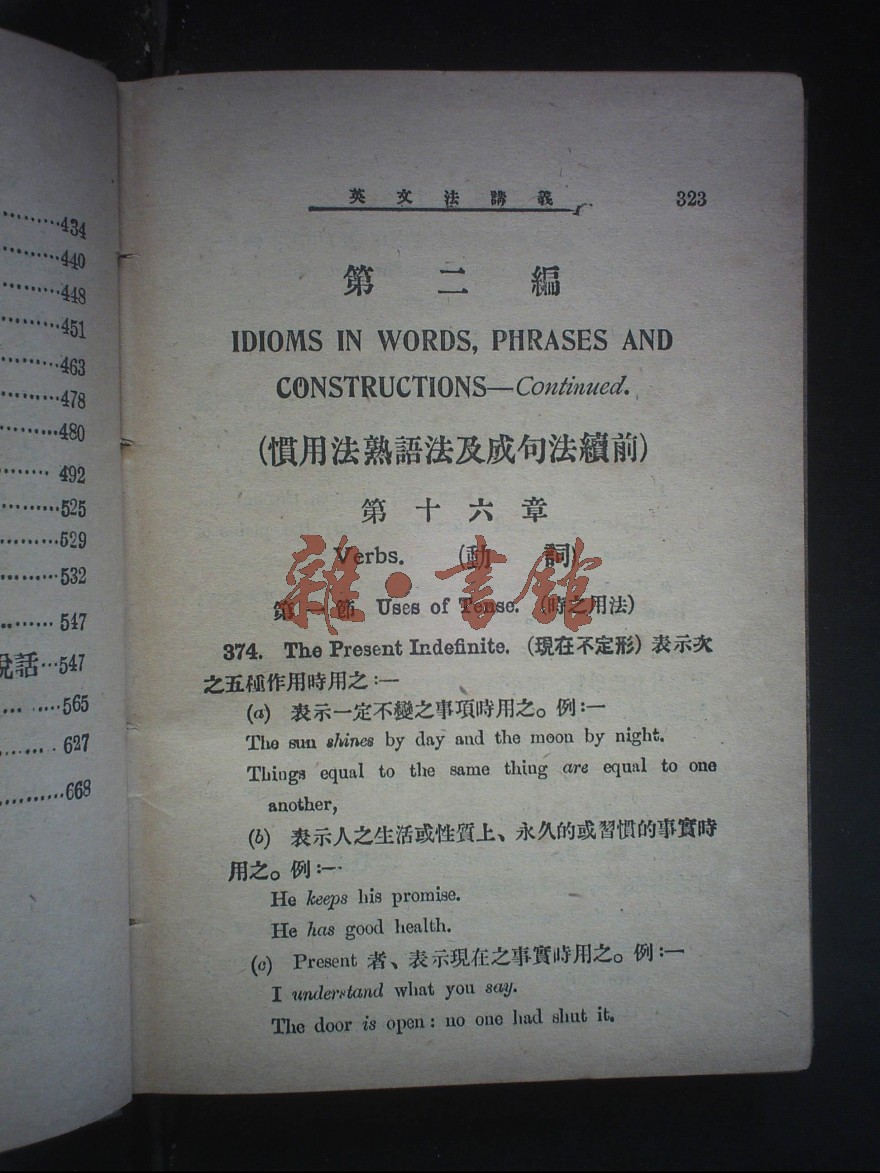 434
440
448
451
463
478
480
492
525
529
532
547
說話…547
565
627
668
英文法講義 323
第二編
IDIOMS IN WORDS, PHRASES AND
CONSTRUCTIONS—Continued.
(慣用法熟語法及成句法續前)
第十六章
Verbs. (動詞)
第一節 Uses of Tense. (時之用法)
374. The Present Indefinite. (現在不定形) 表示次
之五種作用時用之:—
(a) 表示一定不變之事項時用之。例:—
The sun shines by day and the moon by night.
Things equal to the same thing are equal to one
another,
(b) 表示人之生活或性質上、永久的或習慣的事實時
用之。例:—
He keeps his promise.
He has good health.
(c) Present 者、表示現在之事實時用之。例:—
I understand what you say.
The door is open: no one had shut it.
雜·書館